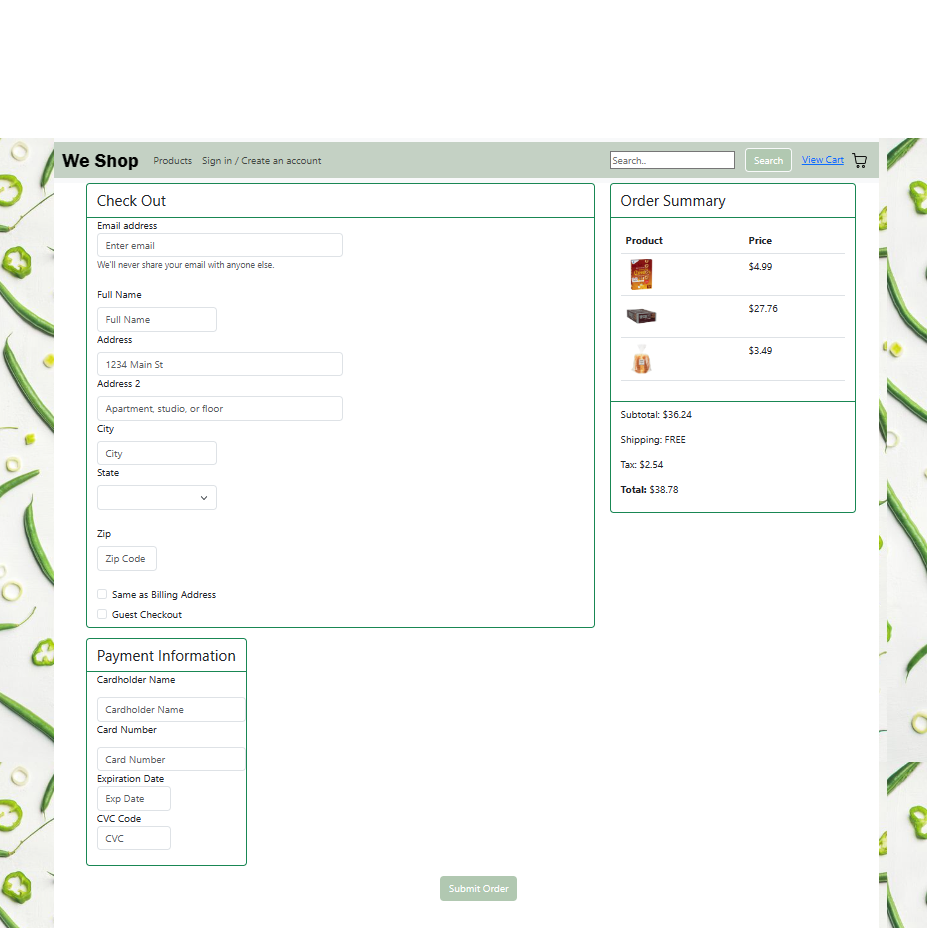 We Shop Products Sign in / Create an account Search.. Search View Cart
Check Out
Email address
Enter email
We'll never share your email with anyone else.
Full Name
Full Name
Address
1234 Main St
Address 2
Apartment, studio, or floor
City
City
State
Zip
Zip Code
Same as Billing Address
Guest Checkout
Order Summary
Product Price
$4.99
$27.76
$3.49
Subtotal: $36.24
Shipping: FREE
Tax: $2.54
Total: $38.78
Payment Information
Cardholder Name
Cardholder Name
Card Number
Card Number
Expiration Date
Exp Date
CVC Code
CVC
Submit Order